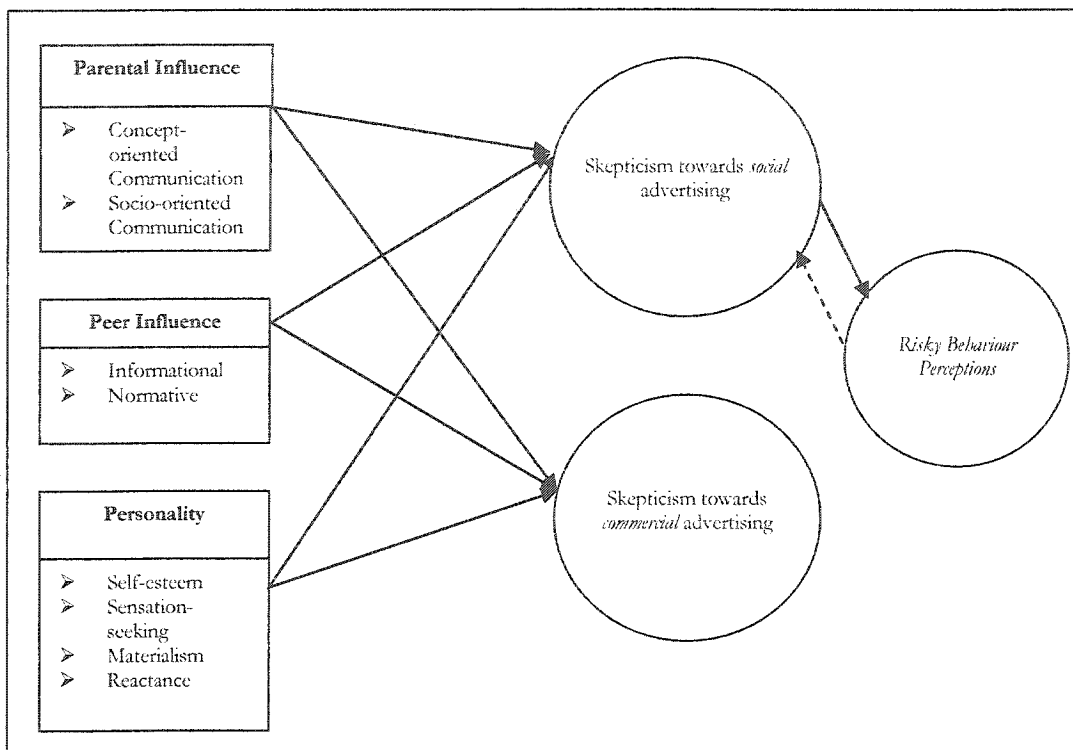 Parental Influence
➢ Concept-
oriented
Communication
➢ Socio-oriented
Communication
Peer Influence
➢ Informational
➢ Normative
Personality
➢ Self-esteem
➢ Sensation-
seeking
➢ Materialism
➢ Reactance
Skepticism towards social
advertising
Skepticism towards
commercial advertising
Risky Behaviour
Perceptions